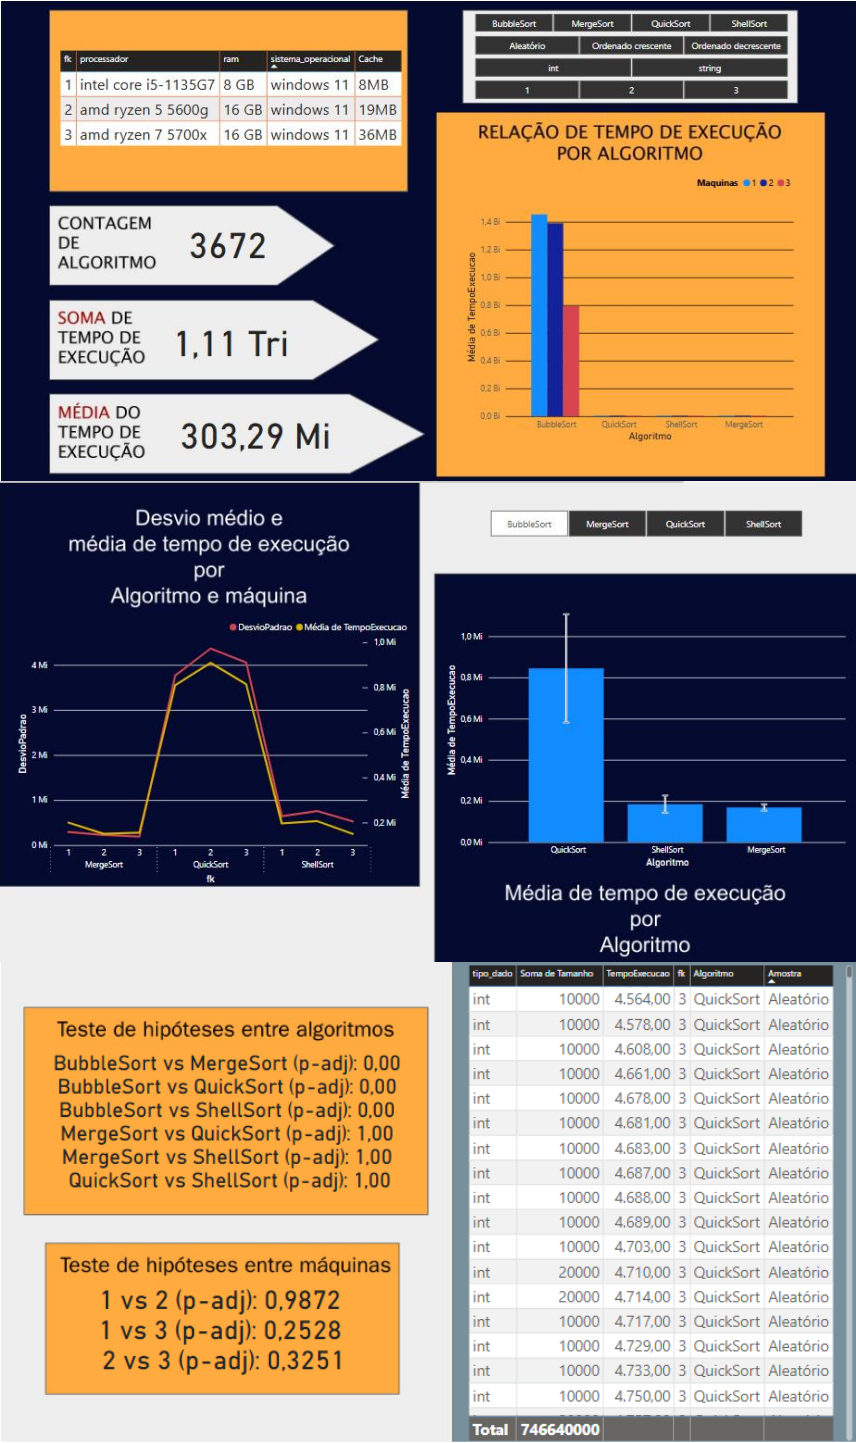 fk processador ram sistema_operacional Cache
1 intel core i5-1135G7 8 GB windows 11 8MB
2 amd ryzen 5 5600g 16 GB windows 11 19MB
3 amd ryzen 7 5700x 16 GB windows 11 36MB
BubbleSort MergeSort QuickSort ShellSort
Aleatório Ordenado crescente Ordenado decrescente
int string
1 2 3
CONTAGEM
DE
ALGORITMO
3672
SOMA DE
TEMPO DE
EXECUÇÃO
1,11 Tri
MÉDIA DO
TEMPO DE
EXECUÇÃO
303,29 Mi
RELAÇÃO DE TEMPO DE EXECUÇÃO
POR ALGORITMO
Maquinas 1 2 3
Média de TempoExecucao
1,4 Bi
1,2 Bi
1,0 Bi
0,8 Bi
0,6 Bi
0,4 Bi
0,2 Bi
0,0 Bi
BubbleSort QuickSort ShellSort MergeSort
Algoritmo
Desvio médio e
média de tempo de execução
por
Algoritmo e máquina
DesvioPadrao Média de TempoExecucao
DesvioPadrao
4 Mi
3 Mi
2 Mi
1 Mi
0 Mi
1,0 Mi
0,8 Mi
0,6 Mi
0,4 Mi
0,2 Mi
Média de TempoExecucao
1 2 3 1 2 3 1 2 3
MergeSort QuickSort ShellSort
fk
BubbleSort MergeSort QuickSort ShellSort
Média de TempoExecucao
1,0 Mi
0,8 Mi
0,6 Mi
0,4 Mi
0,2 Mi
0,0 Mi
QuickSort ShellSort MergeSort
Algoritmo
Média de tempo de execução
por
Algoritmo
Teste de hipóteses entre algoritmos
BubbleSort vs MergeSort (p-adj): 0,00
BubbleSort vs QuickSort (p-adj): 0,00
BubbleSort vs ShellSort (p-adj): 0,00
MergeSort vs QuickSort (p-adj): 1,00
MergeSort vs ShellSort (p-adj): 1,00
QuickSort vs ShellSort (p-adj): 1,00
Teste de hipóteses entre máquinas
1 vs 2 (p-adj): 0,9872
1 vs 3 (p-adj): 0,2528
2 vs 3 (p-adj): 0,3251
tipo_dado Soma de Tamanho TempoExecucao fk Algoritmo Amostra
int 10000 4.564,00 3 QuickSort Aleatório
int 10000 4.578,00 3 QuickSort Aleatório
int 10000 4.608,00 3 QuickSort Aleatório
int 10000 4.661,00 3 QuickSort Aleatório
int 10000 4.678,00 3 QuickSort Aleatório
int 10000 4.681,00 3 QuickSort Aleatório
int 10000 4.683,00 3 QuickSort Aleatório
int 10000 4.687,00 3 QuickSort Aleatório
int 10000 4.688,00 3 QuickSort Aleatório
int 10000 4.689,00 3 QuickSort Aleatório
int 10000 4.703,00 3 QuickSort Aleatório
int 20000 4.710,00 3 QuickSort Aleatório
int 20000 4.714,00 3 QuickSort Aleatório
int 10000 4.717,00 3 QuickSort Aleatório
int 10000 4.729,00 3 QuickSort Aleatório
int 10000 4.733,00 3 QuickSort Aleatório
int 10000 4.750,00 3 QuickSort Aleatório
Total 746640000